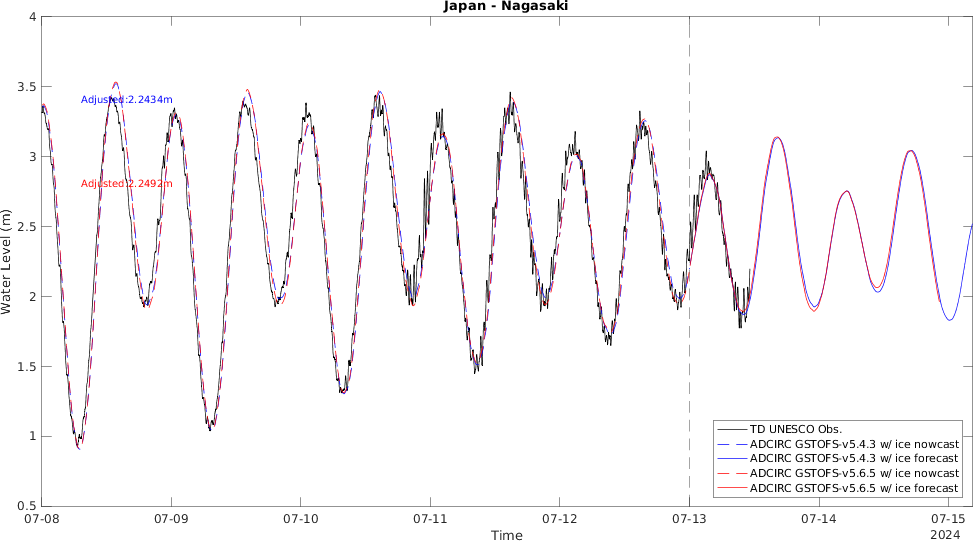 Japan - Nagasaki
4
3.5
3
2.5
2
1.5
1
0.5
Water Level (m)
Adjusted:2.2434m
Adjusted:2.2492m
TD UNESCO Obs.
ADCIRC GSTOFS-v5.4.3 w/ ice nowcast
ADCIRC GSTOFS-v5.4.3 w/ ice forecast
ADCIRC GSTOFS-v5.6.5 w/ ice nowcast
ADCIRC GSTOFS-v5.6.5 w/ ice forecast
07-08 07-09 07-10 07-11 07-12 07-13 07-14 07-15
Time
2024